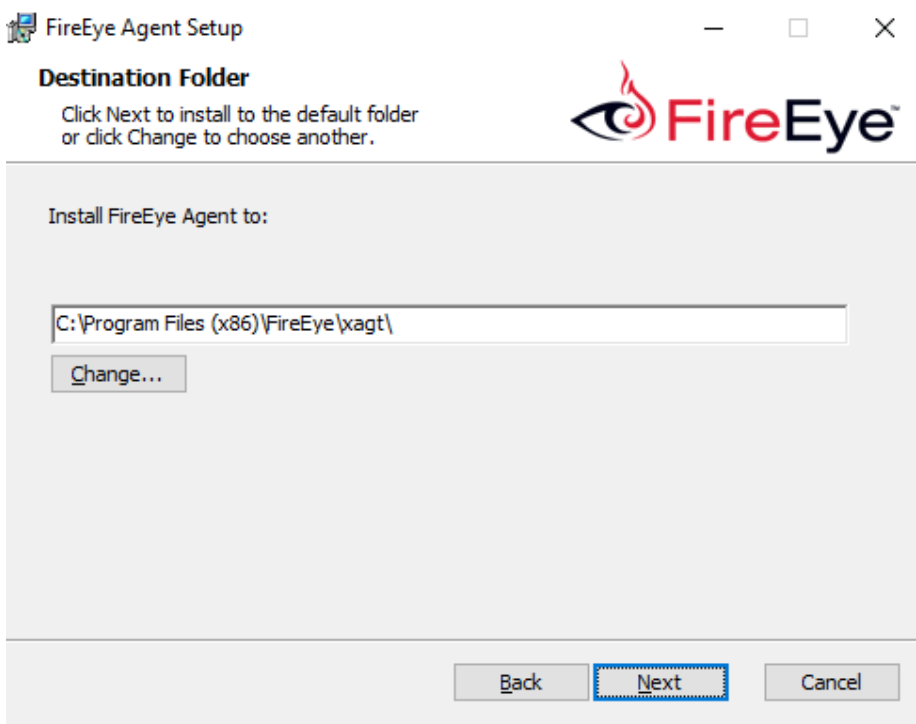 FireEye Agent Setup
Destination Folder
Click Next to install to the default folder
or click Change to choose another.
FireEye™
Install FireEye Agent to:
C:\Program Files (x86)\FireEye\xagt\
Change...
Back Next Cancel